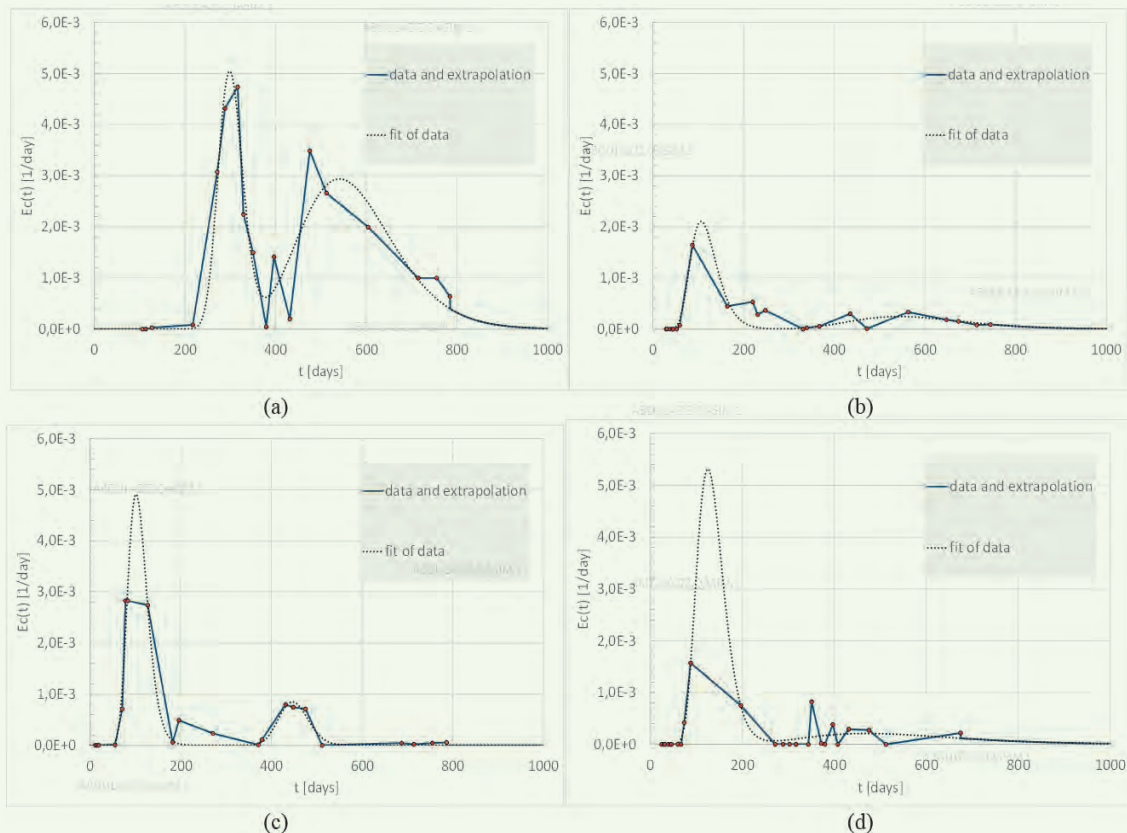 6,0E-3
5,0E-3
4,0E-3
3,0E-3
2,0E-3
1,0E-3
0,0E+0
Ec(t) [1/day]
data and extrapolation
fit of data
0 200 400 600 800 1000
t [days]
(a)
6,0E-3
5,0E-3
4,0E-3
3,0E-3
2,0E-3
1,0E-3
0,0E+0
Ec(t) [1/day]
data and extrapolation
fit of data
0 200 400 600 800 1000
t [days]
(b)
6,0E-3
5,0E-3
4,0E-3
3,0E-3
2,0E-3
1,0E-3
0,0E+0
Ec(t) [1/day]
data and extrapolation
fit of data
0 200 400 600 800 1000
t [days]
(c)
6,0E-3
5,0E-3
4,0E-3
3,0E-3
2,0E-3
1,0E-3
0,0E+0
Ec(t) [1/day]
data and extrapolation
fit of data
0 200 400 600 800 1000
t [days]
(d)